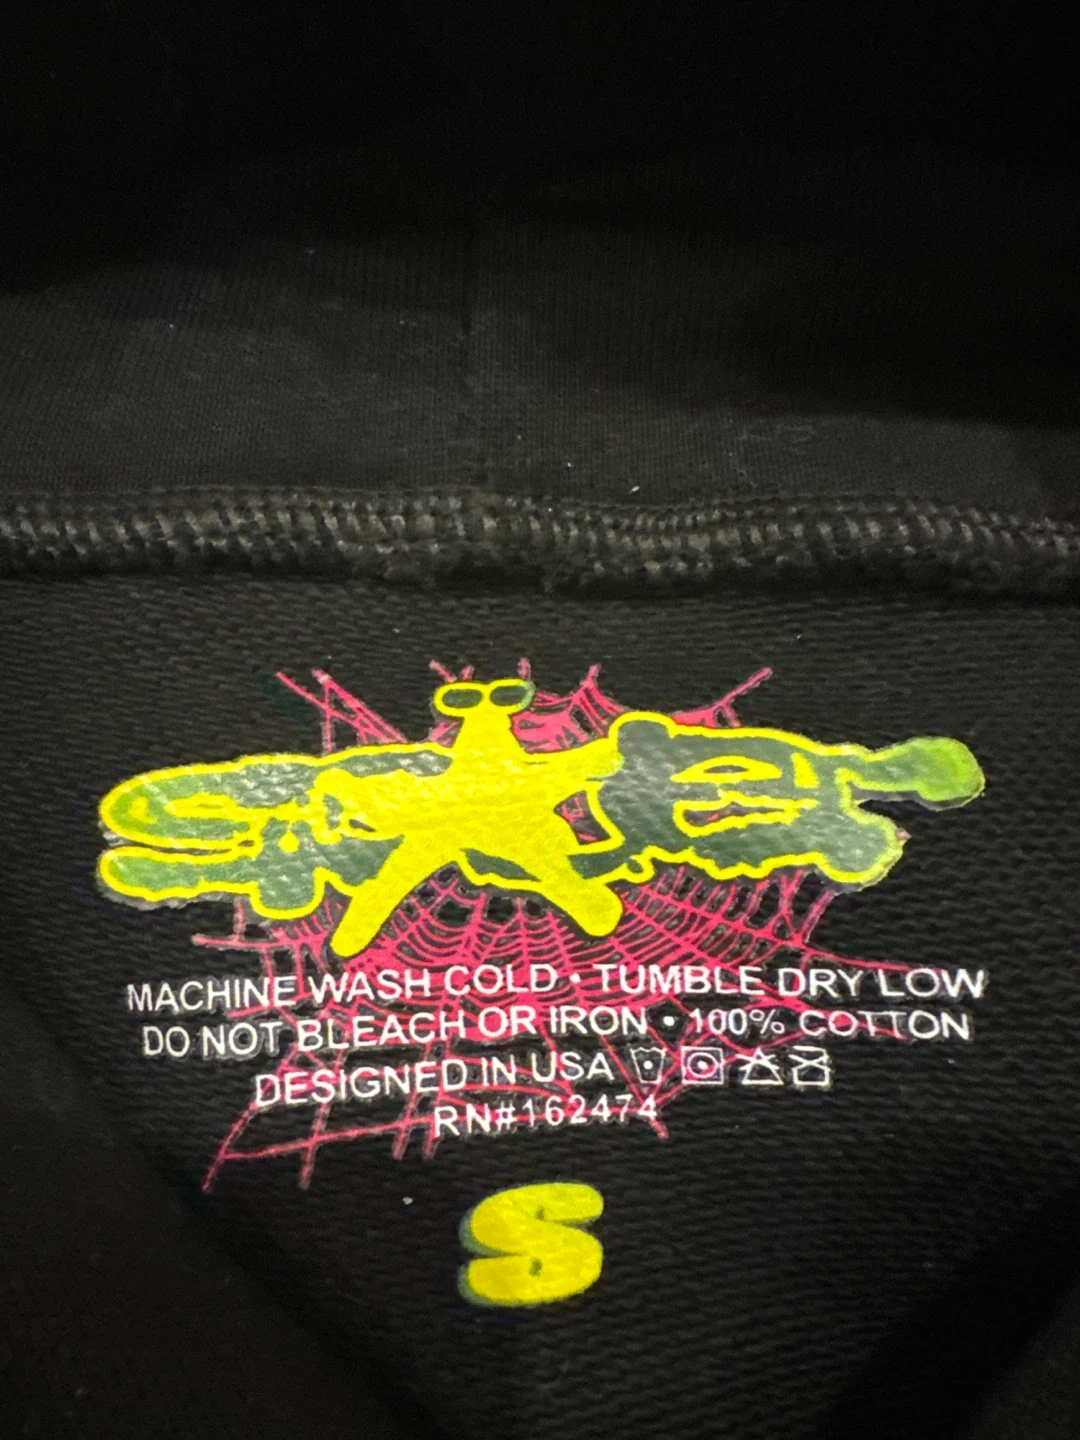 MACHINE WASH COLD • TUMBLE DRY LOW
DO NOT BLEACH OR IRON • 100% COTTON
DESIGNED IN USA
RN#162474
S